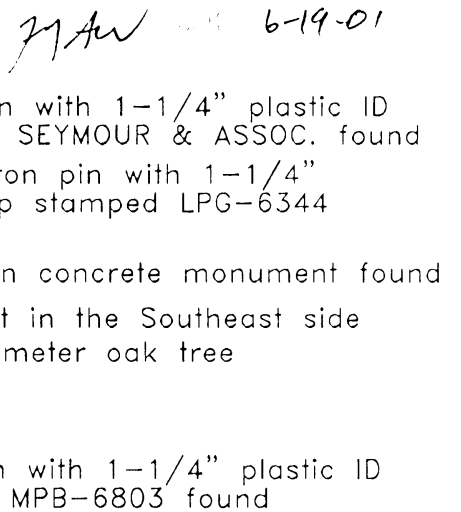 MAW 6-19-01
n with 1-1/4" plastic ID
SEYMOUR & ASSOC. found
ron pin with 1-1/4"
p stamped LPG-6344
n concrete monument found
t in the Southeast side
meter oak tree
n with 1-1/4" plastic ID
MPB-6803 found